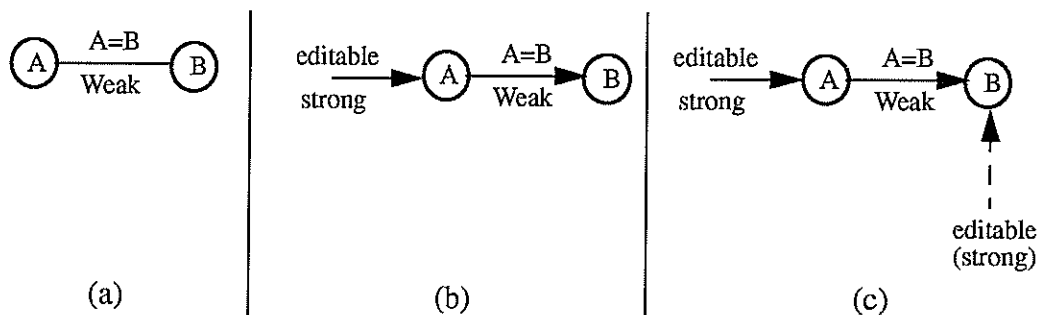 A
A=B
Weak
B
(a)
editable
strong
A
A=B
Weak
B
(b)
editable
strong
A
A=B
Weak
B
editable
(strong)
(c)